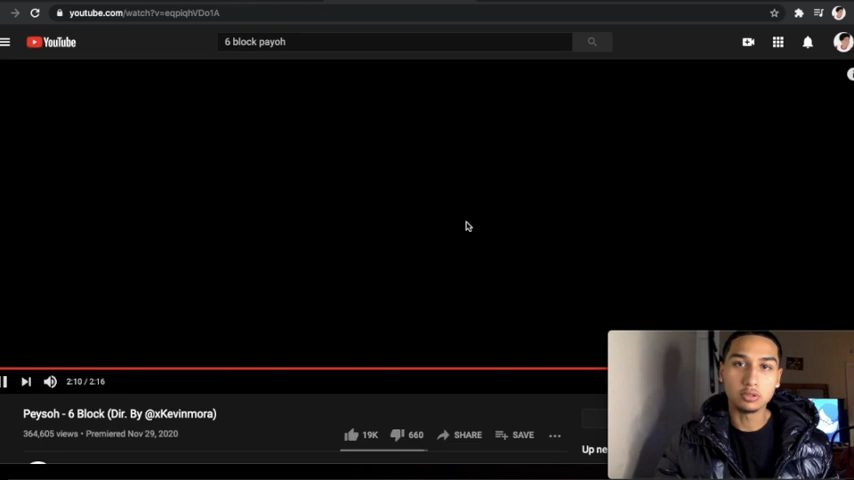 youtube.com/watch?v=eqpiqhVDo1A
YouTube
6 block payoh
2:10 / 2:16
Peysoh - 6 Block (Dir. By @xKevinmora)
364,605 views • Premiered Nov 29, 2020
19K
660
SHARE
SAVE
Up ne